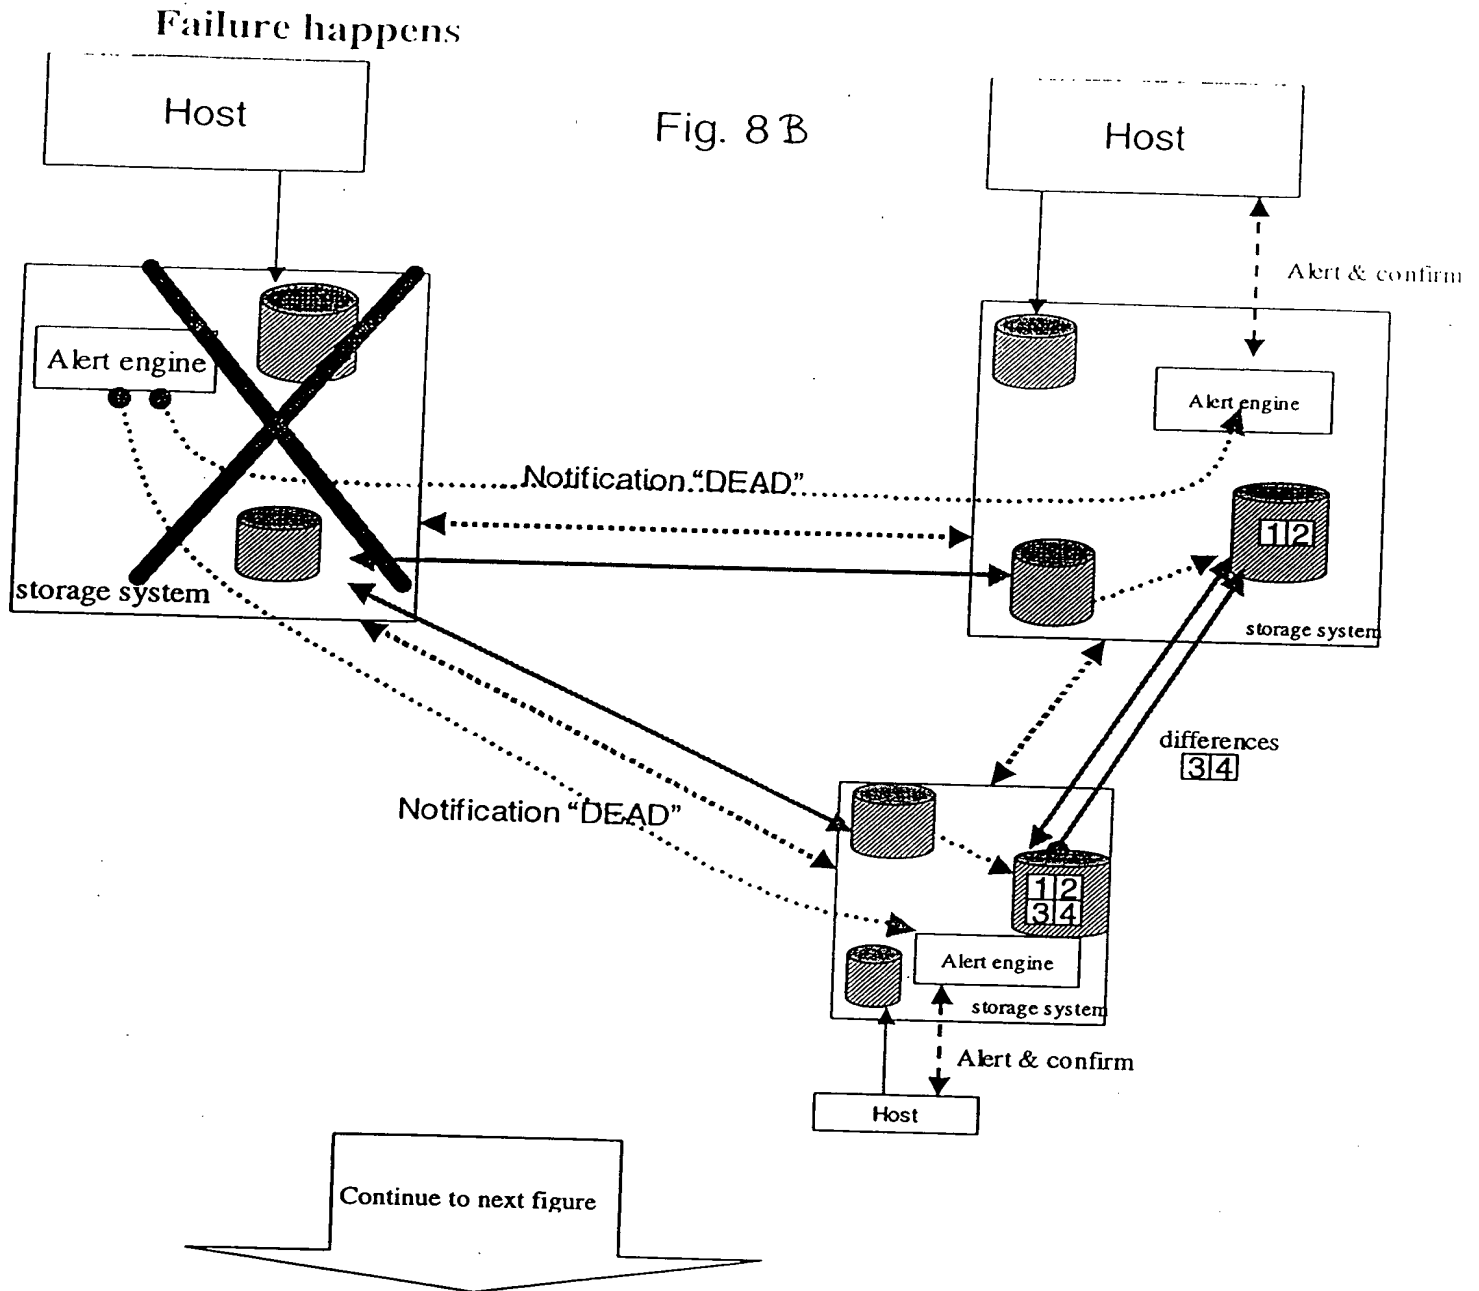 Failure happens
Host
Fig. 8B
Host
Alert & confirm
Alert engine
Alert engine
Notification "DEAD"
1 2
storage system
storage system
differences
3 4
Notification "DEAD"
1 2
3 4
Alert engine
storage system
Alert & confirm
Host
Continue to next figure